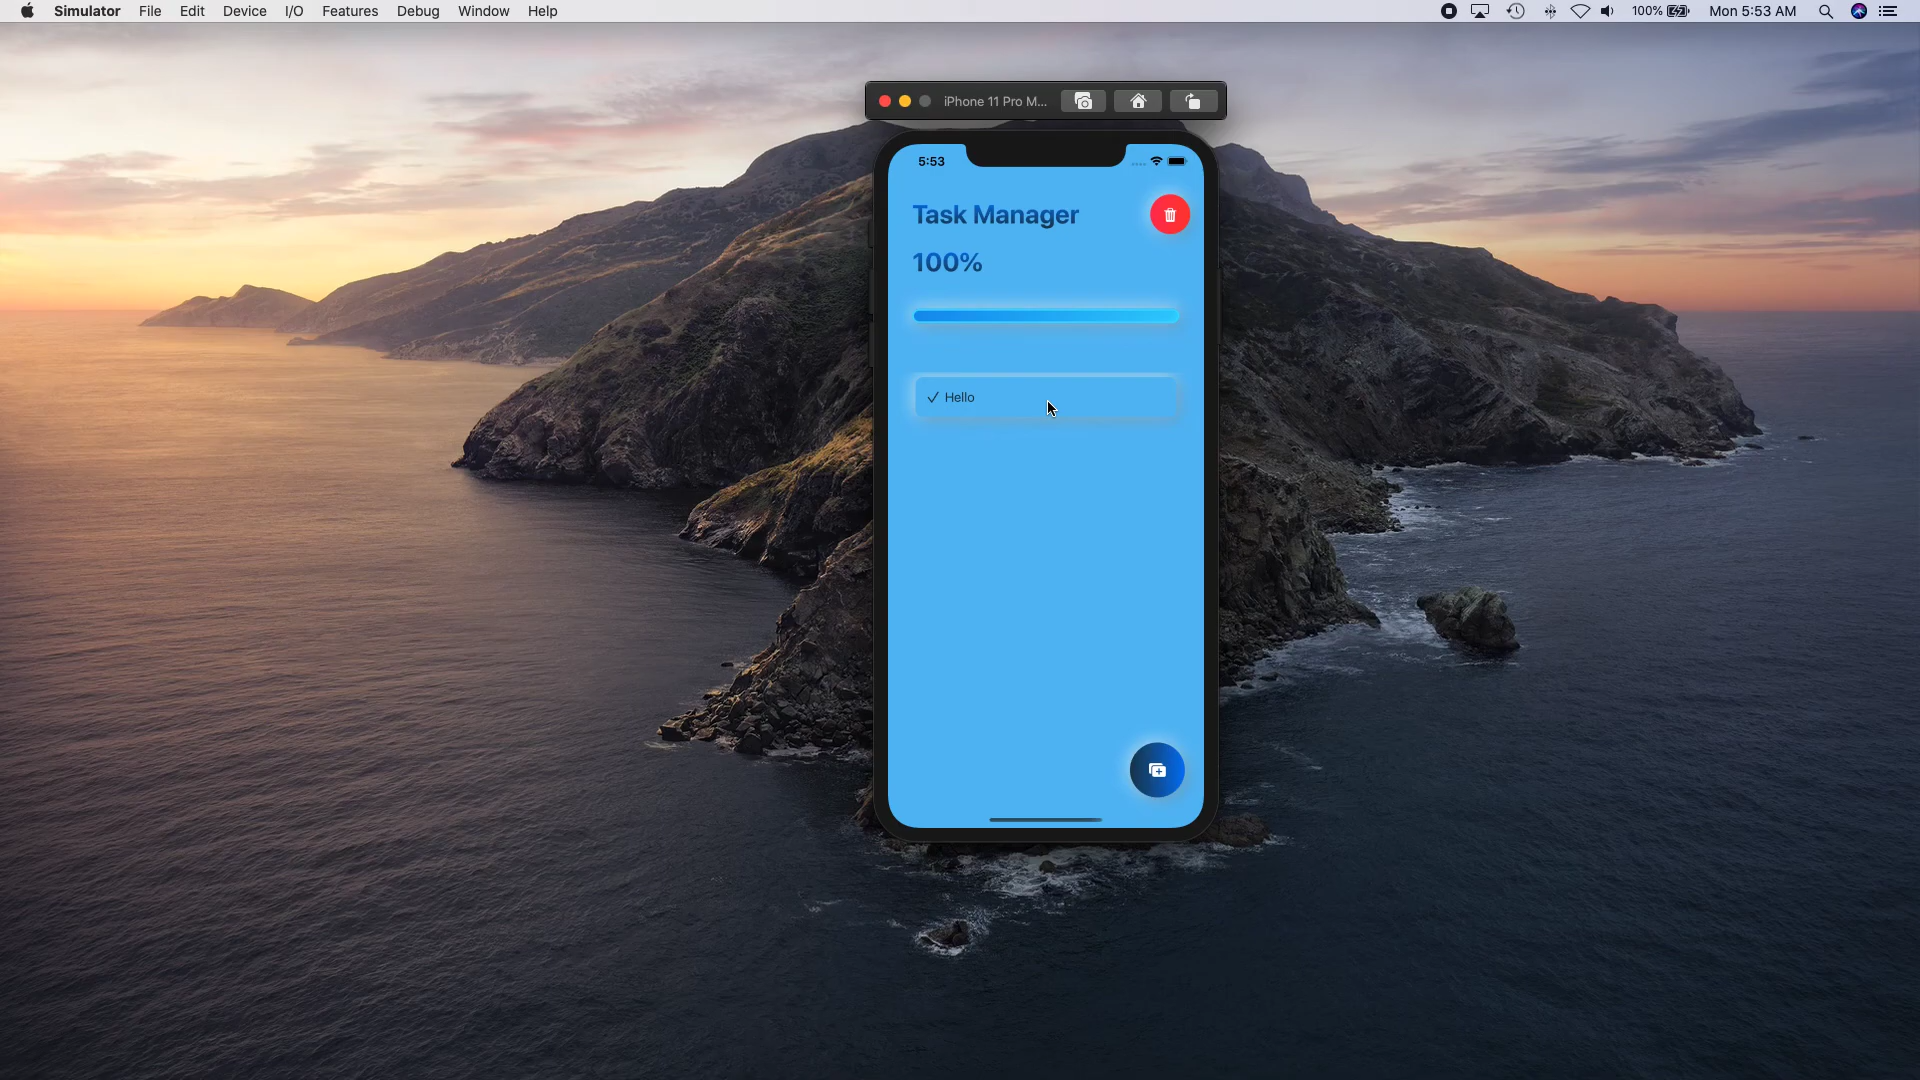 Simulator File Edit Device I/O Features Debug Window Help 100% Mon 5:53 AM
iPhone 11 Pro M...
5:53
Task Manager
100%
✓ Hello